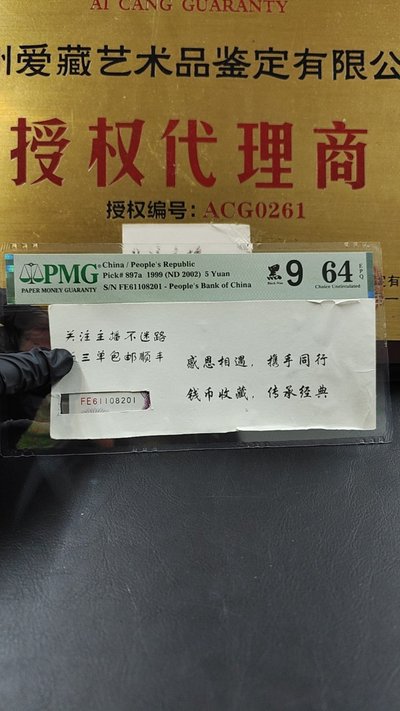 AI CANG GUARANTY
州爱藏艺术品鉴定有限公
授权代理商
授权编号：ACG0261
PMG
PAPER MONEY GUARANTY
China / People's Republic
Pick# 897a 1999 (ND 2002) 5 Yuan
S/N FE61108201 - People's Bank of China
黑9
64 EPQ
Choice Uncirculated
关注主播不迷路
三单包邮顺丰
感恩相遇，携手同行
钱币收藏，传承经典
FE61108201